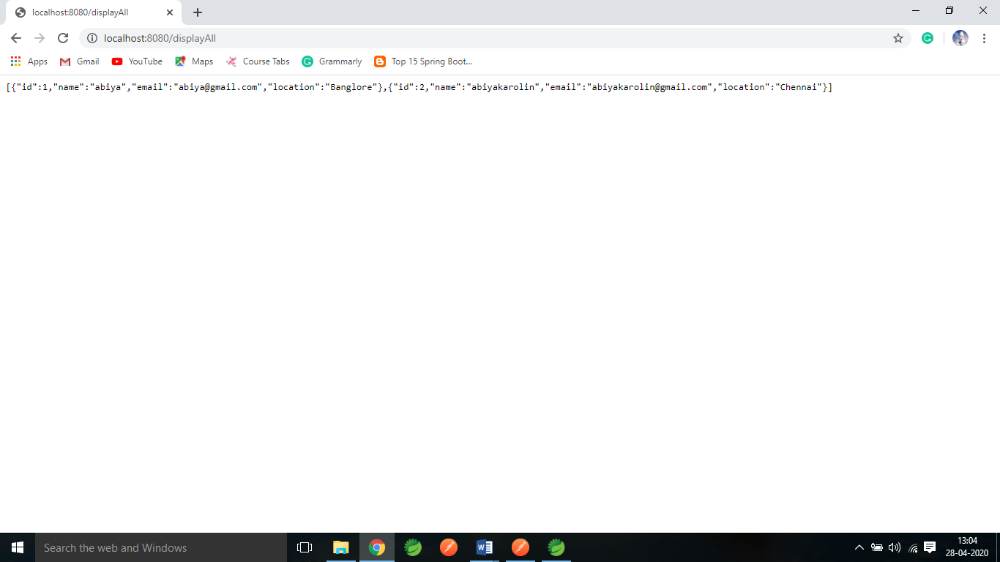 localhost:8080/displayAll
localhost:8080/displayAll
Apps Gmail YouTube Maps Course Tabs Grammarly Top 15 Spring Boot...
[{"id":1,"name":"abiya","email":"abiya@gmail.com","location":"Banglore"},{"id":2,"name":"abiyakarolin","email":"abiyakarolin@gmail.com","location":"Chennai"}]
Search the web and Windows
13:04
28-04-2020